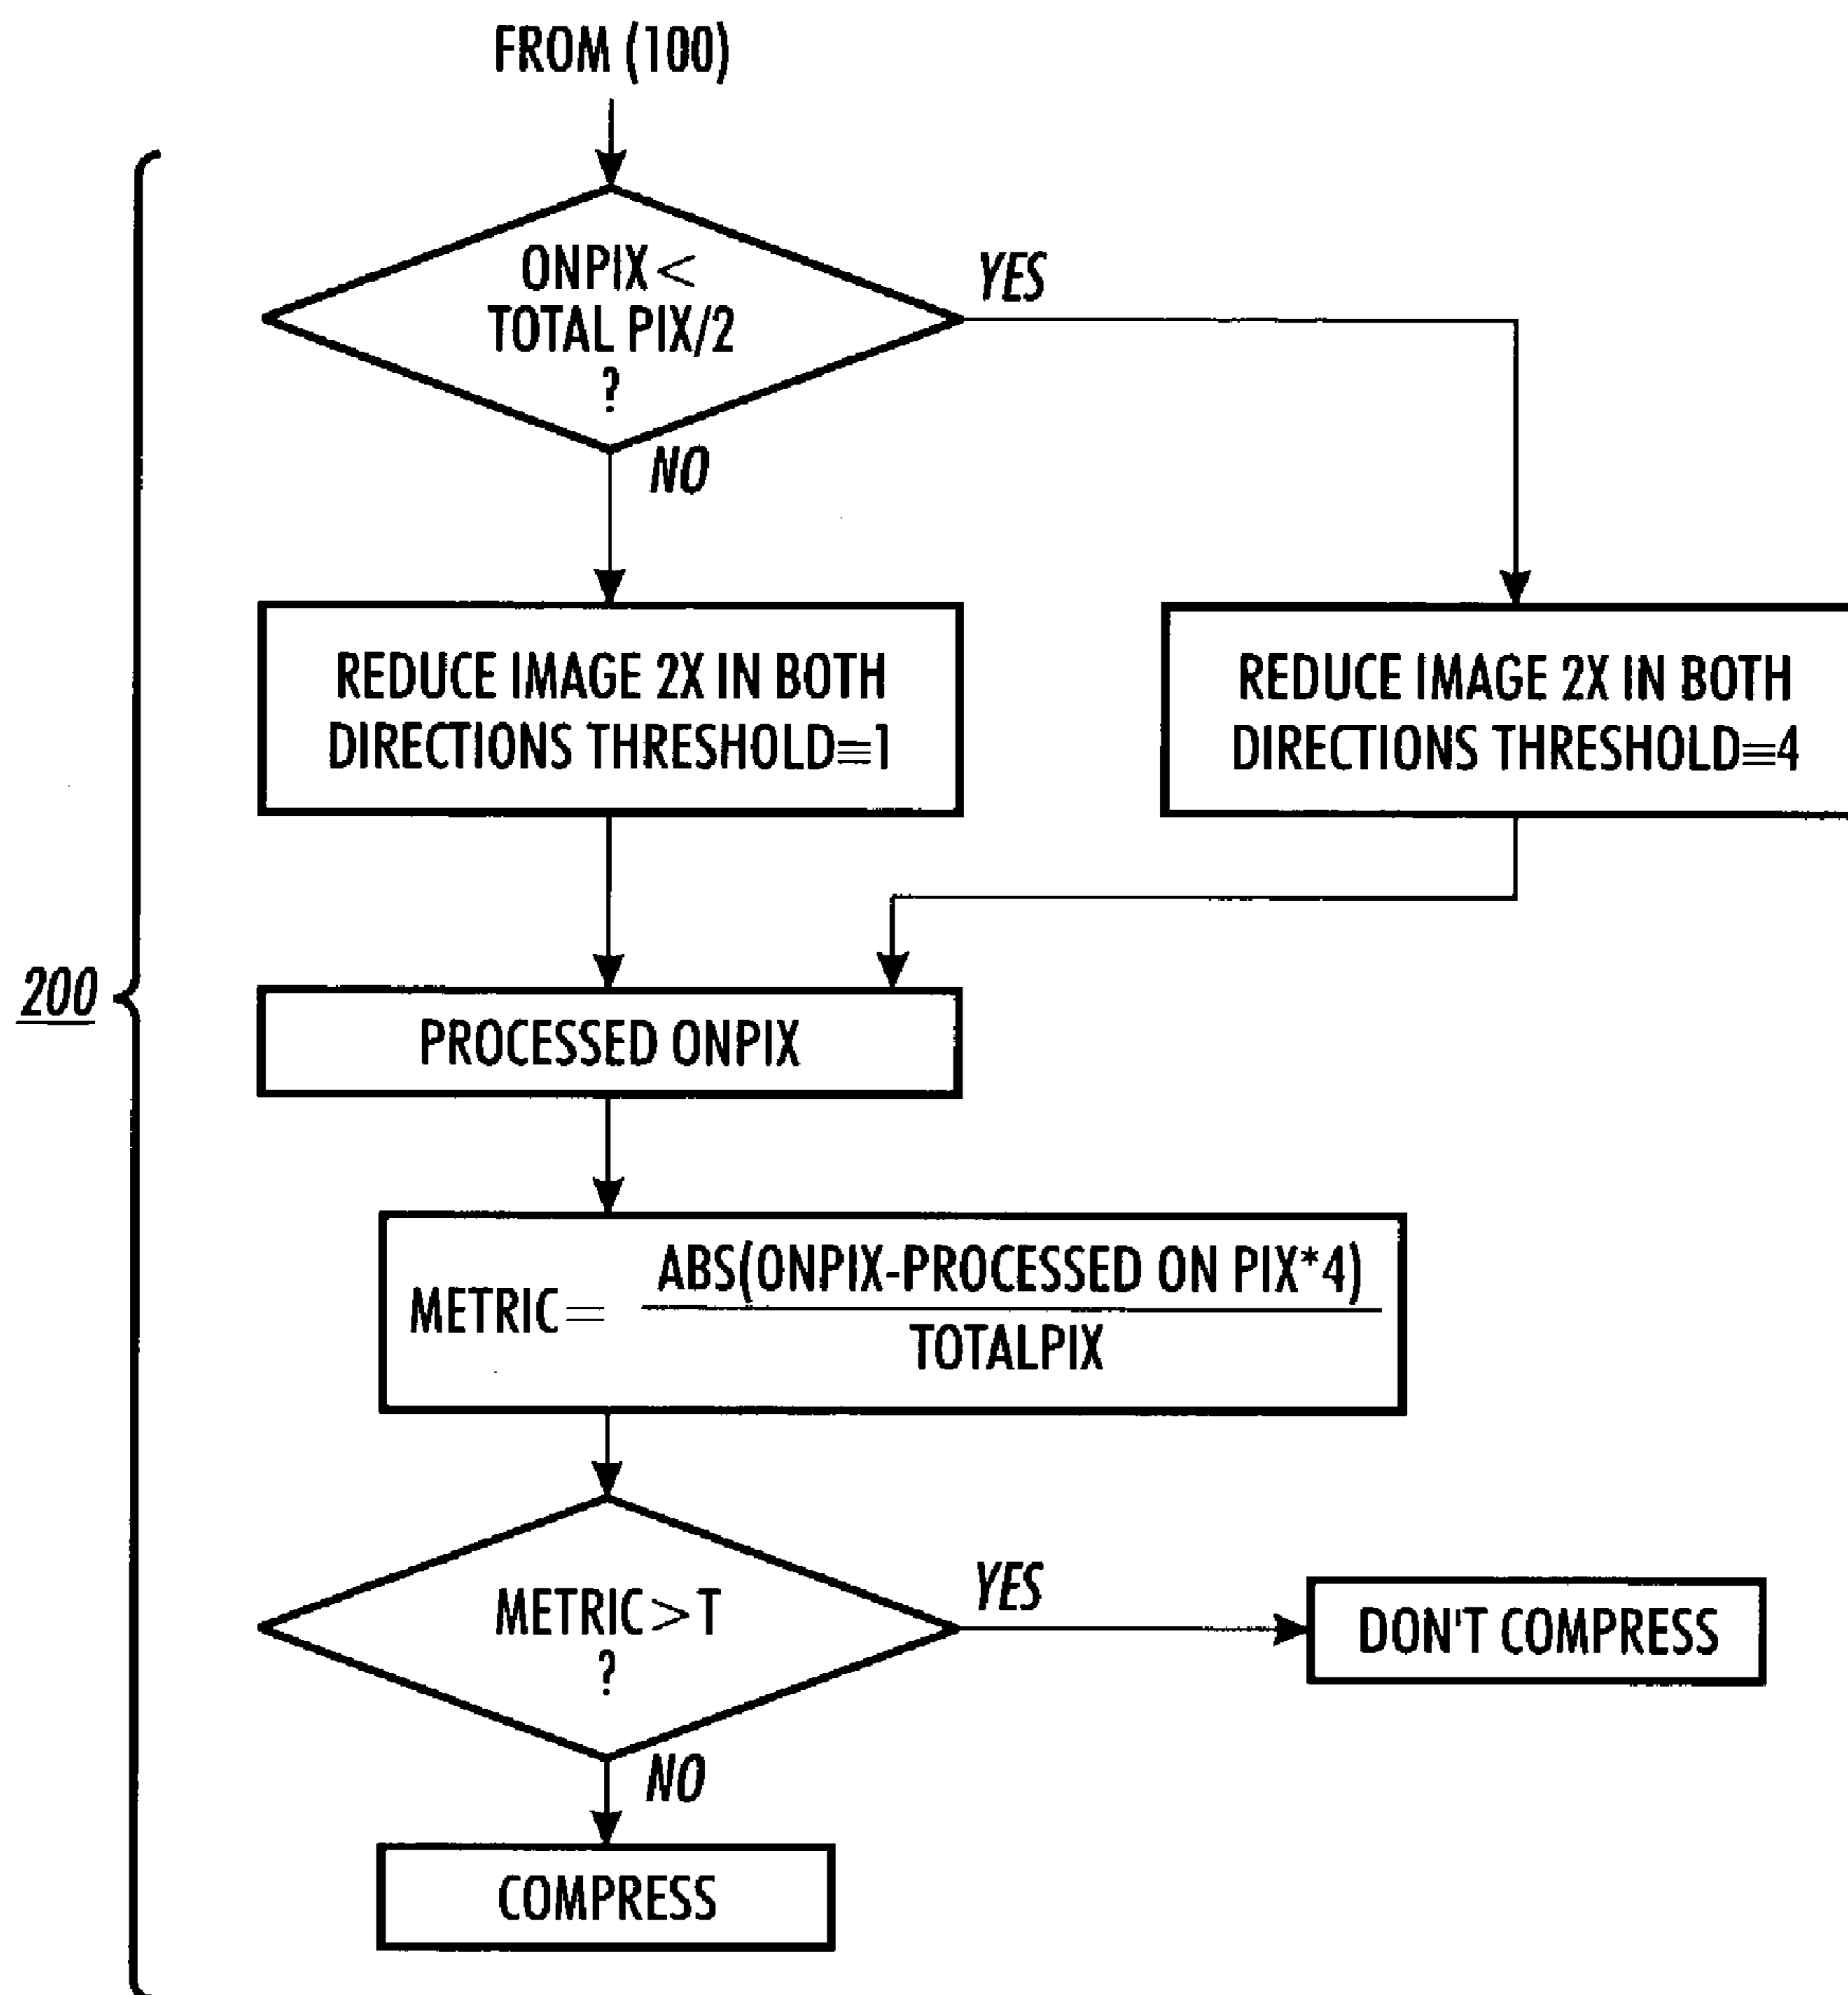 FROM (100)
ONPIX<
TOTAL PIX/2
?
YES
NO
REDUCE IMAGE 2X IN BOTH
DIRECTIONS THRESHOLD≡1
REDUCE IMAGE 2X IN BOTH
DIRECTIONS THRESHOLD≡4
200
PROCESSED ONPIX
METRIC= ABS(ONPIX-PROCESSED ON PIX*4)
TOTALPIX
METRIC>T
?
YES
DON'T COMPRESS
NO
COMPRESS